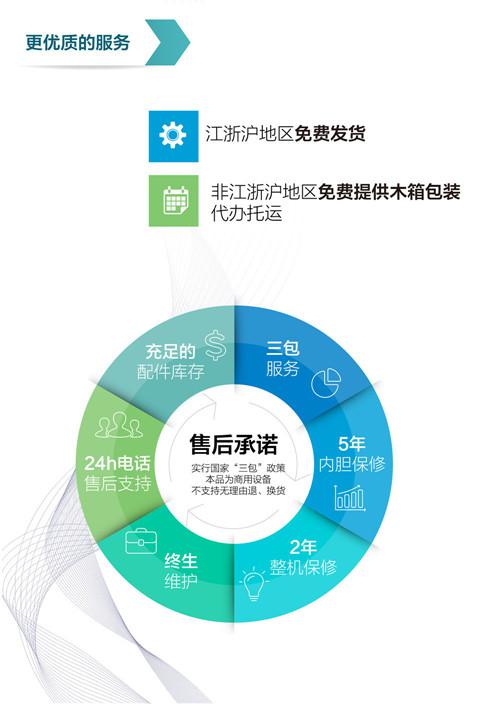 更优质的服务
江浙沪地区免费发货
非江浙沪地区免费提供木箱包装
代办托运
充足的
配件库存
三包
服务
24h电话
售后支持
售后承诺
实行国家“三包”政策
本品为商用设备
不支持无理由退、换货
5年
内胆保修
终生
维护
2年
整机保修